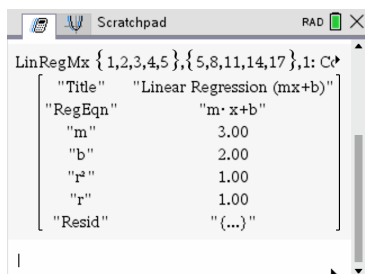 Scratchpad RAD
LinRegMx {1,2,3,4,5},{5,8,11,14,17},1: Co
"Title" "Linear Regression (mx+b)"
"RegEqn" "m·x+b"
"m" 3.00
"b" 2.00
"r²" 1.00
"r" 1.00
"Resid" "{...}"